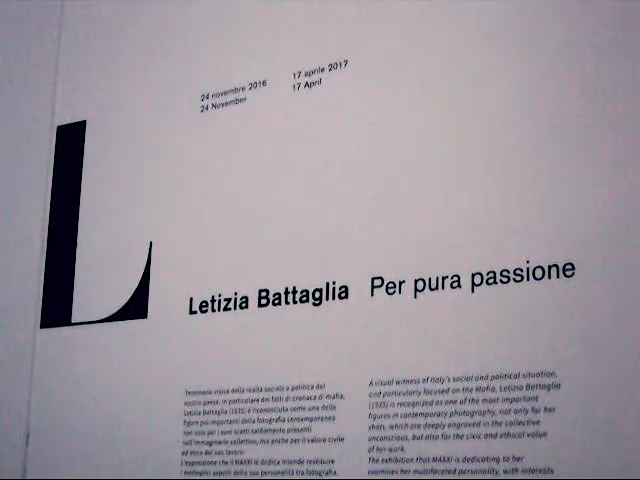 24 novembre 2016
24 November
17 aprile 2017
17 April
L
Letizia Battaglia Per pura passione
Testimone visiva della realtà sociale e politica del
nostro paese, in particolare dei fatti di cronaca di mafia,
Letizia Battaglia (1935) è riconosciuta come una delle
figure più importanti della fotografia contemporanea
non solo per i suoi scatti saldamente presenti
nell'immaginario collettivo, ma anche per il valore civile
ed etico del suo lavoro.
L'esposizione che il MAXXI le dedica intende restituire
i molteplici aspetti della sua personalità tra fotografia,
A visual witness of Italy's social and political situation,
and particularly focused on the Mafia, Letizia Battaglia
(1935) is recognized as one of the most important
figures in contemporary photography, not only for her
shots, which are deeply engraved in the collective
unconscious, but also for the civic and ethical value
of her work.
The exhibition that MAXXI is dedicating to her
examines her multifaceted personality, with interests